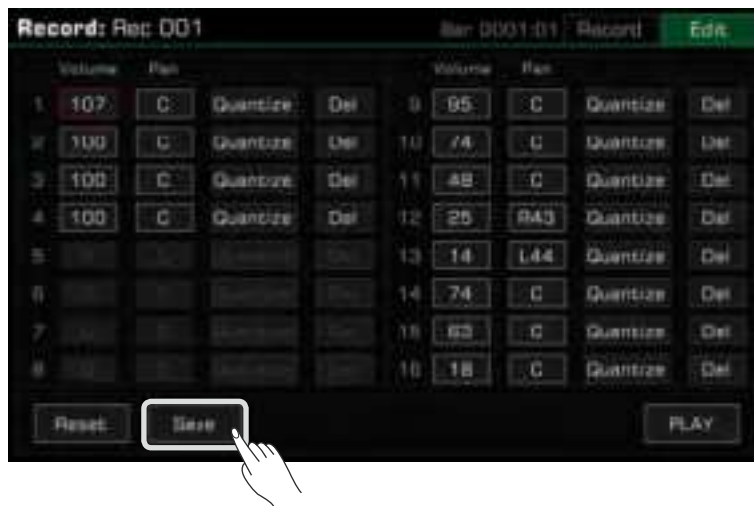 Record: Rec 001 Bar 0001:01 Record Edit
Volume Pan Volume Pan
1 107 C Quantize Del 9 95 C Quantize Del
2 100 C Quantize Del 10 74 C Quantize Del
3 100 C Quantize Del 11 48 C Quantize Del
4 100 C Quantize Del 12 25 R43 Quantize Del
5 13 14 L44 Quantize Del
6 14 74 C Quantize Del
7 15 63 C Quantize Del
8 16 18 C Quantize Del
Reset Save PLAY